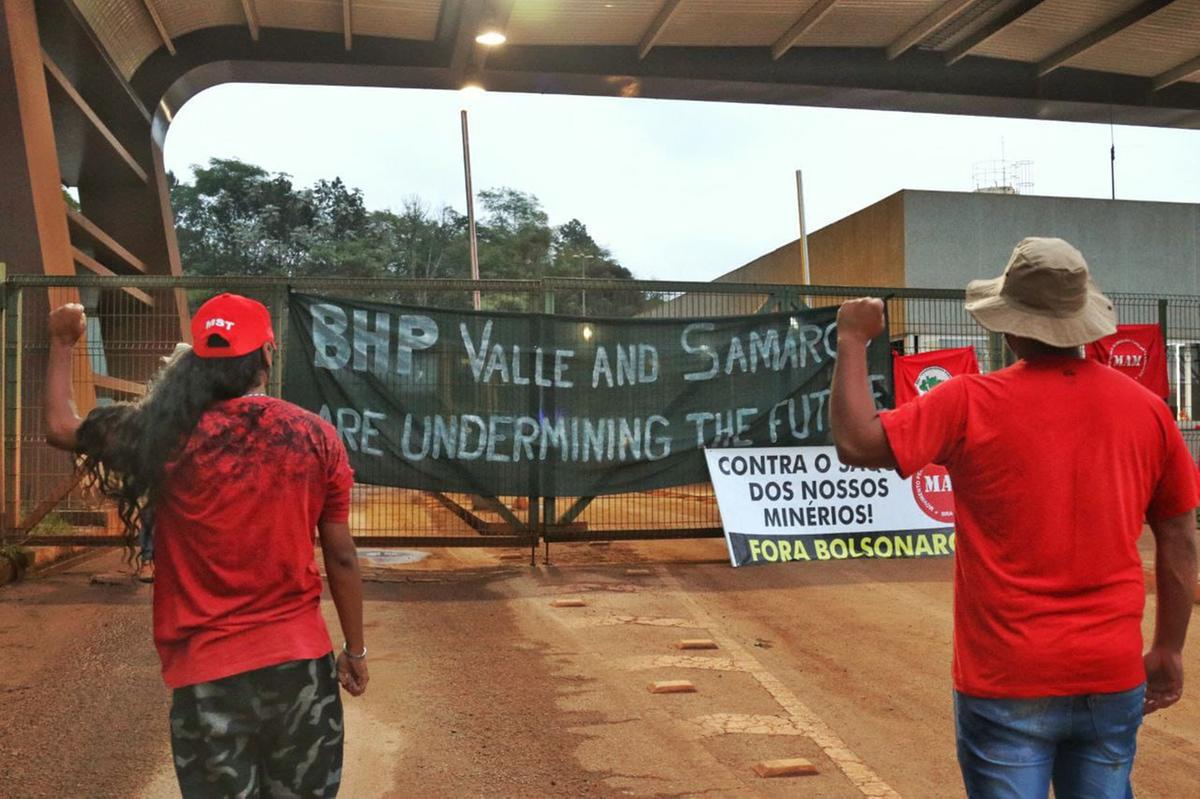 MST
BHP VALLE AND SAMARCO
ARE UNDERMINING THE FUTURE
CONTRA O SAQUE
DOS NOSSOS
MINÉRIOS!
FORA BOLSONARO
MAM
MAM